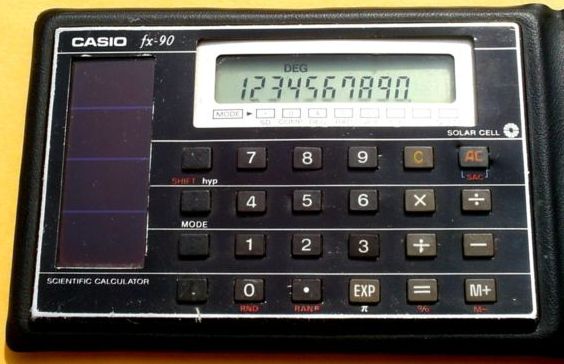 CASIO fx-90
DEG
1234567890.
MODE
SD COMP DEG
SOLAR CELL
7 8 9 C AC
SHIFT hyp SAC
4 5 6 × ÷
MODE
1 2 3 + −
SCIENTIFIC CALCULATOR
0 • EXP = M+
RND RAN# π % M−